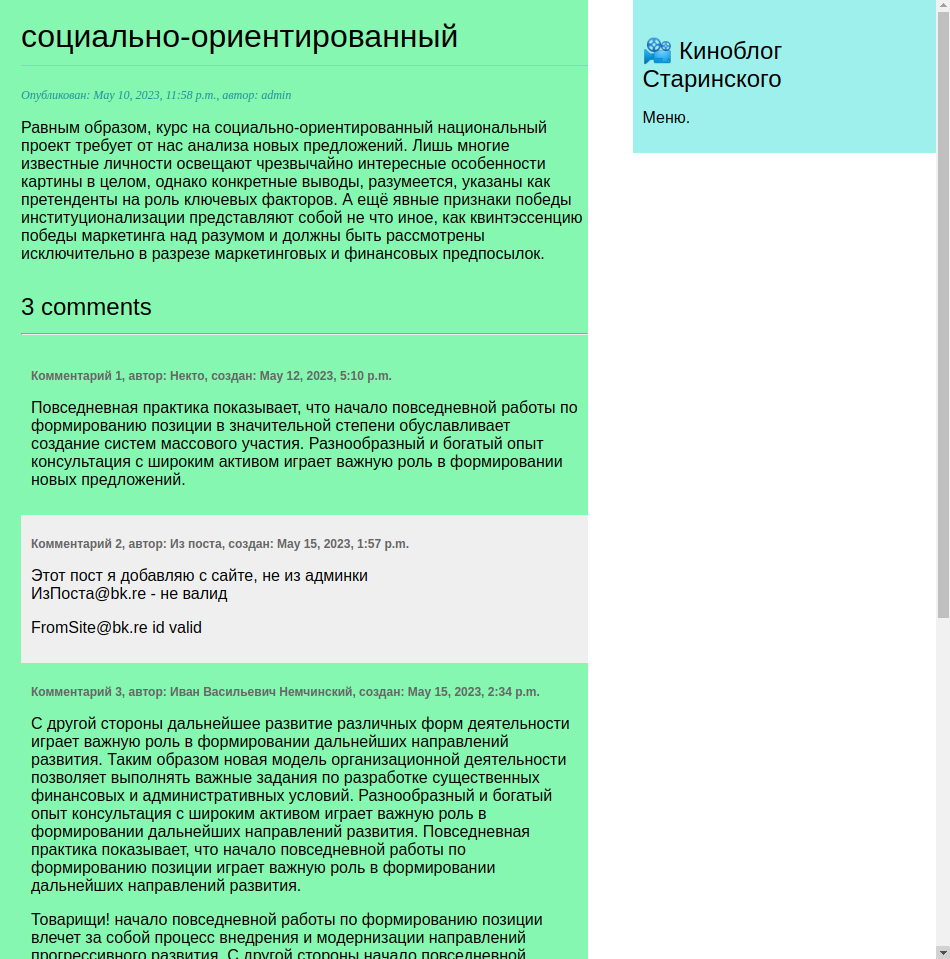 социально-ориентированный
Опубликован: May 10, 2023, 11:58 p.m., автор: admin
Равным образом, курс на социально-ориентированный национальный
проект требует от нас анализа новых предложений. Лишь многие
известные личности освещают чрезвычайно интересные особенности
картины в целом, однако конкретные выводы, разумеется, указаны как
претенденты на роль ключевых факторов. А ещё явные признаки победы
институционализации представляют собой не что иное, как квинтэссенцию
победы маркетинга над разумом и должны быть рассмотрены
исключительно в разрезе маркетинговых и финансовых предпосылок.
3 comments
Комментарий 1, автор: Некто, создан: May 12, 2023, 5:10 p.m.
Повседневная практика показывает, что начало повседневной работы по
формированию позиции в значительной степени обуславливает
создание систем массового участия. Разнообразный и богатый опыт
консультация с широким активом играет важную роль в формировании
новых предложений.
Комментарий 2, автор: Из поста, создан: May 15, 2023, 1:57 p.m.
Этот пост я добавляю с сайте, не из админки
ИзПоста@bk.re - не валид
FromSite@bk.re id valid
Комментарий 3, автор: Иван Васильевич Немчинский, создан: May 15, 2023, 2:34 p.m.
С другой стороны дальнейшее развитие различных форм деятельности
играет важную роль в формировании дальнейших направлений
развития. Таким образом новая модель организационной деятельности
позволяет выполнять важные задания по разработке существенных
финансовых и административных условий. Разнообразный и богатый
опыт консультация с широким активом играет важную роль в
формировании дальнейших направлений развития. Повседневная
практика показывает, что начало повседневной работы по
формированию позиции играет важную роль в формировании
дальнейших направлений развития.
Товарищи! начало повседневной работы по формированию позиции
влечет за собой процесс внедрения и модернизации направлений
прогрессивного развития. С другой стороны начало повседневной
Киноблог
Старинского
Меню.